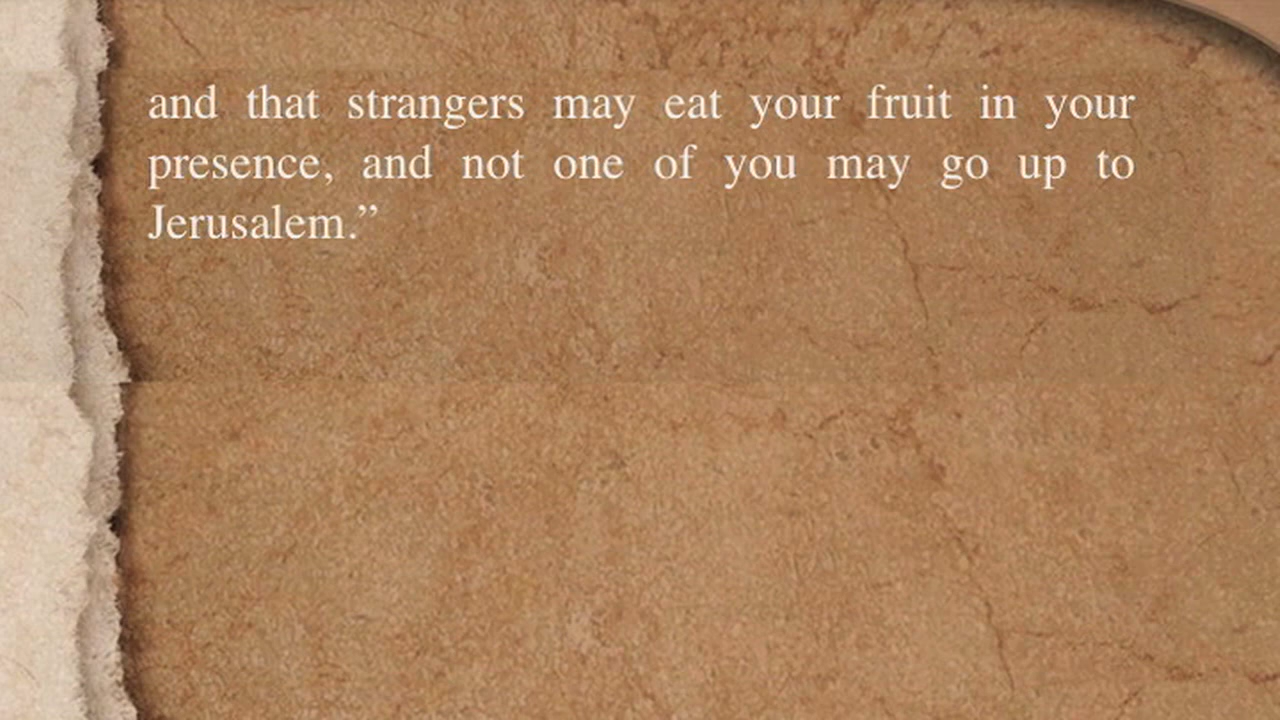 and that strangers may eat your fruit in your
presence, and not one of you may go up to
Jerusalem.”